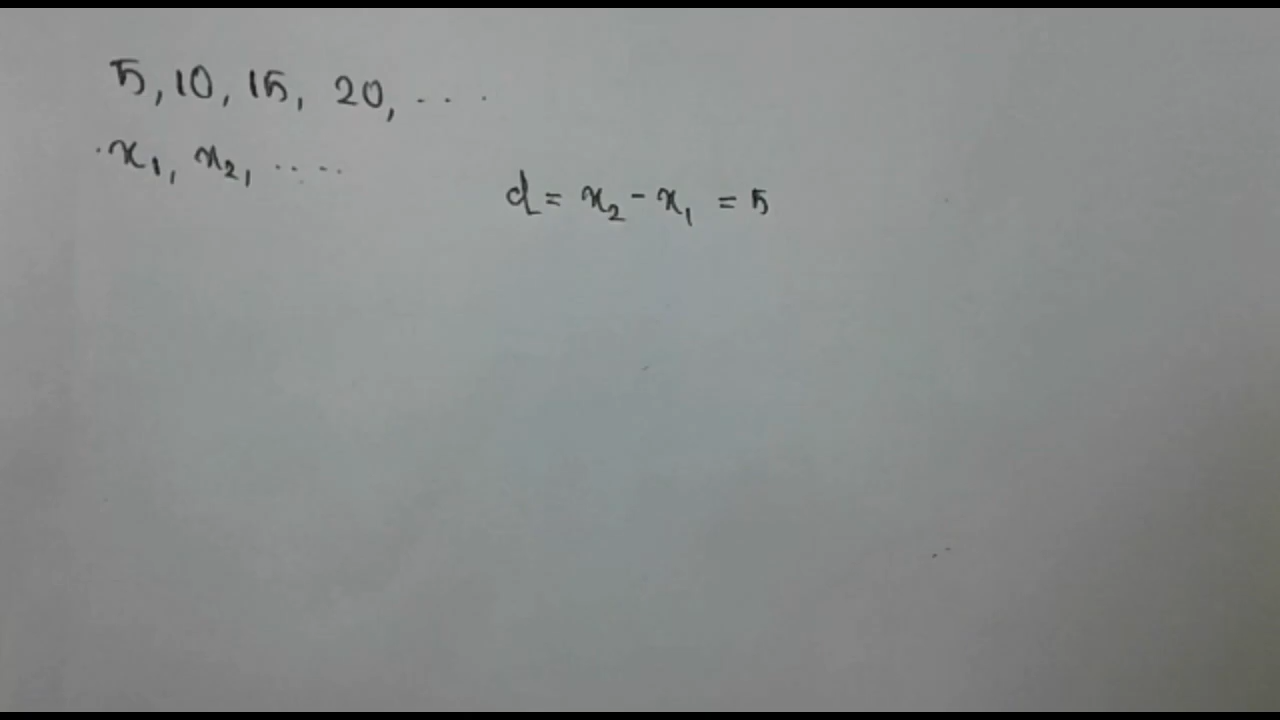 5, 10, 15, 20, ...
x₁, x₂, .....
d = x₂ - x₁ = 5